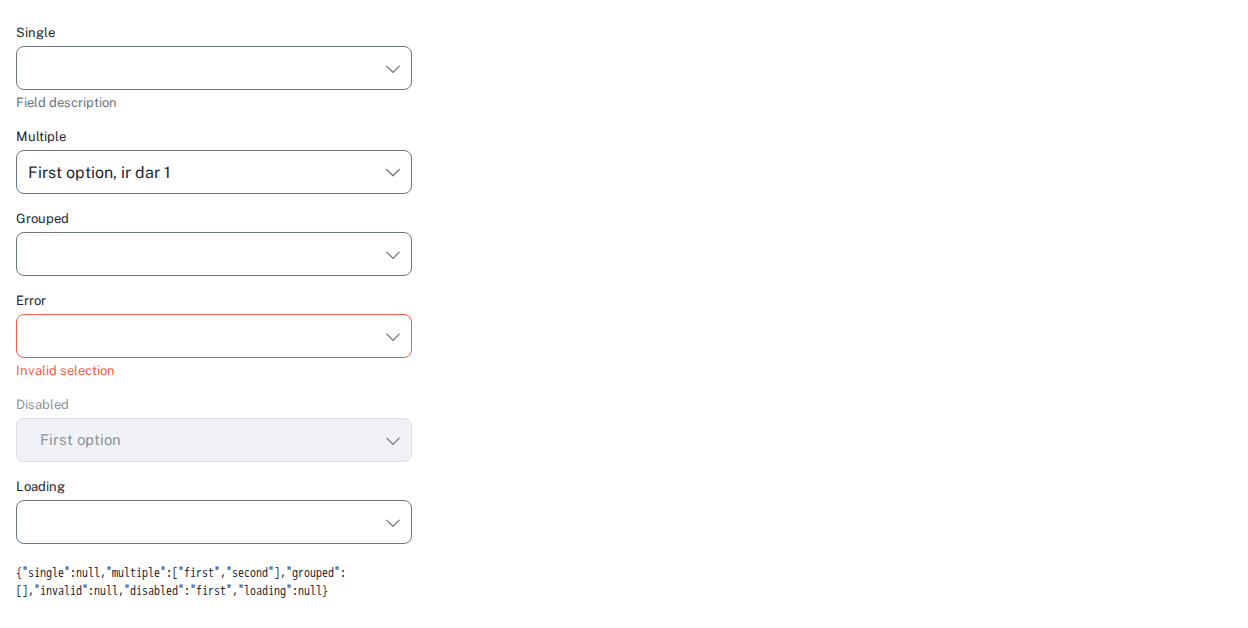 Single
Field description
Multiple
First option, ir dar 1
Grouped
Error
Invalid selection
Disabled
First option
Loading
{"single":null,"multiple":["first","second"],"grouped":
[],"invalid":null,"disabled":"first","loading":null}